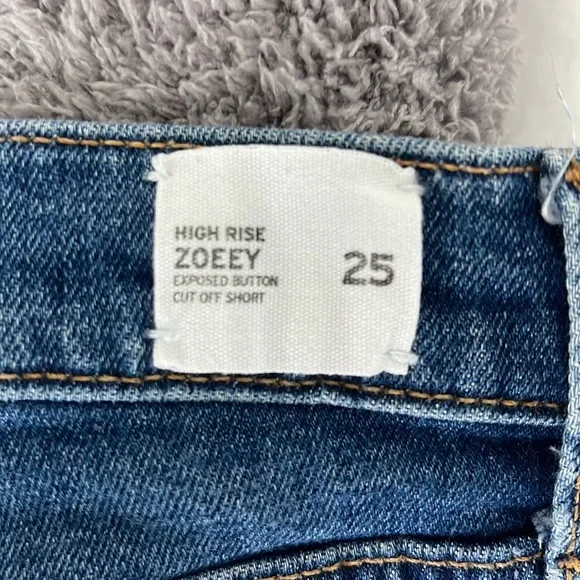 HIGH RISE
ZOEEY
25
EXPOSED BUTTON
CUT OFF SHORT